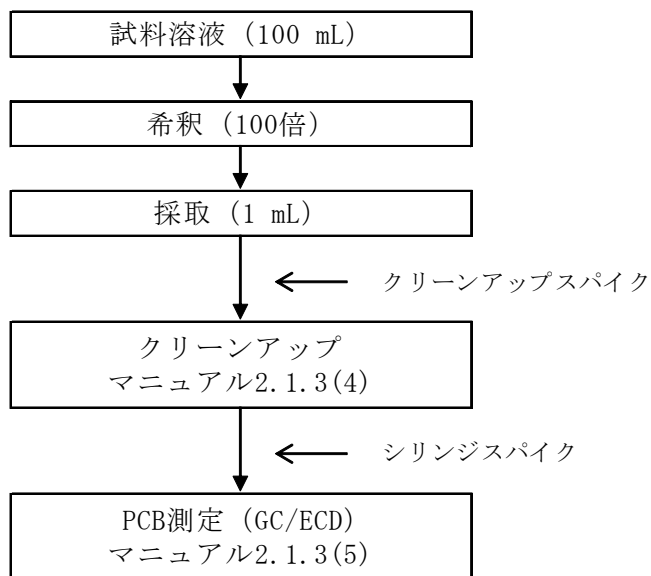 試料溶液 (100 mL)
希釈 (100倍)
採取 (1 mL)
クリーンアップスパイク
クリーンアップ
マニュアル2.1.3(4)
シリンジスパイク
PCB測定 (GC/ECD)
マニュアル2.1.3(5)